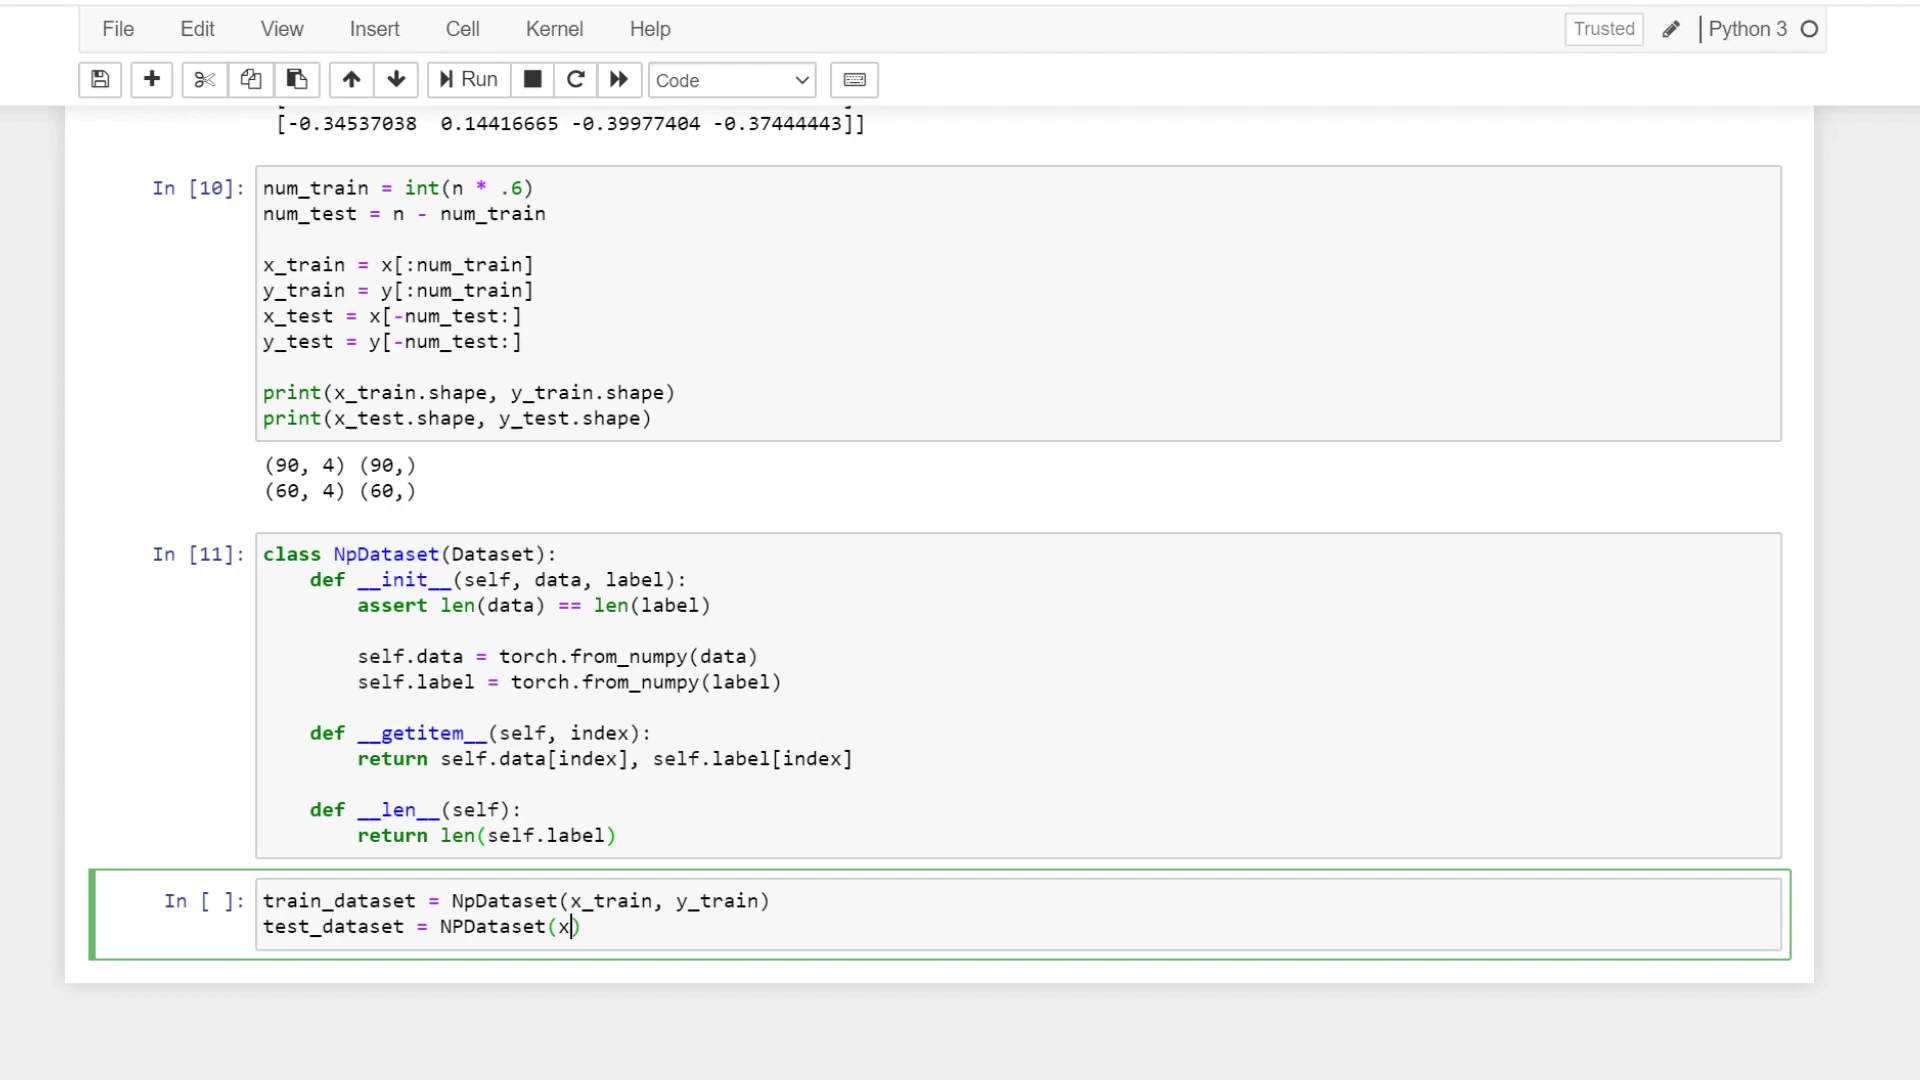 File Edit View Insert Cell Kernel Help Trusted Python 3
Run Code
[-0.34537038  0.14416665 -0.39977404 -0.37444443]]
In [10]: num_train = int(n * .6)
num_test = n - num_train
x_train = x[:num_train]
y_train = y[:num_train]
x_test = x[-num_test:]
y_test = y[-num_test:]
print(x_train.shape, y_train.shape)
print(x_test.shape, y_test.shape)
(90, 4) (90,)
(60, 4) (60,)
In [11]: class NpDataset(Dataset):
    def __init__(self, data, label):
        assert len(data) == len(label)
        self.data = torch.from_numpy(data)
        self.label = torch.from_numpy(label)
    def __getitem__(self, index):
        return self.data[index], self.label[index]
    def __len__(self):
        return len(self.label)
In [ ]: train_dataset = NpDataset(x_train, y_train)
test_dataset = NPDataset(x)